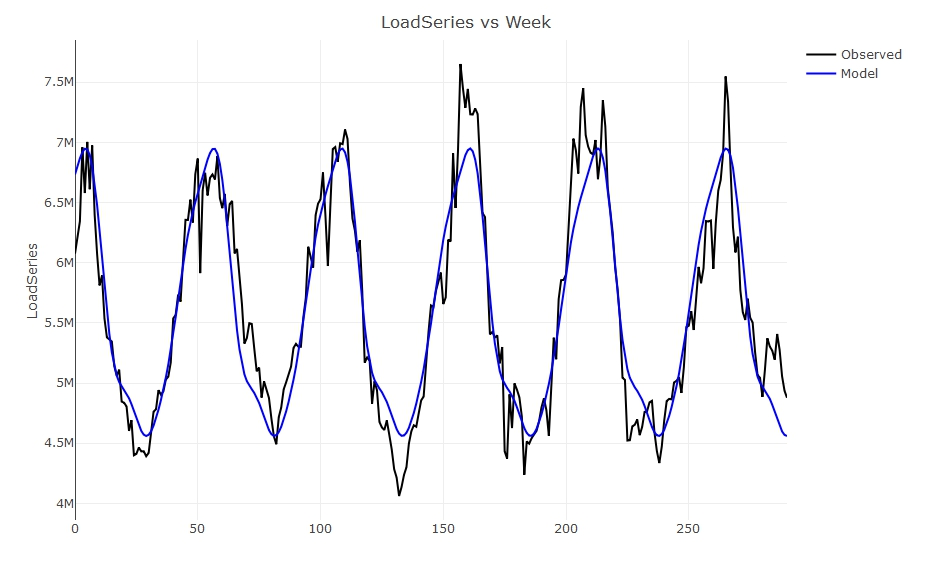 LoadSeries vs Week
Observed
Model
LoadSeries
7.5M
7M
6.5M
6M
5.5M
5M
4.5M
4M
0
50
100
150
200
250